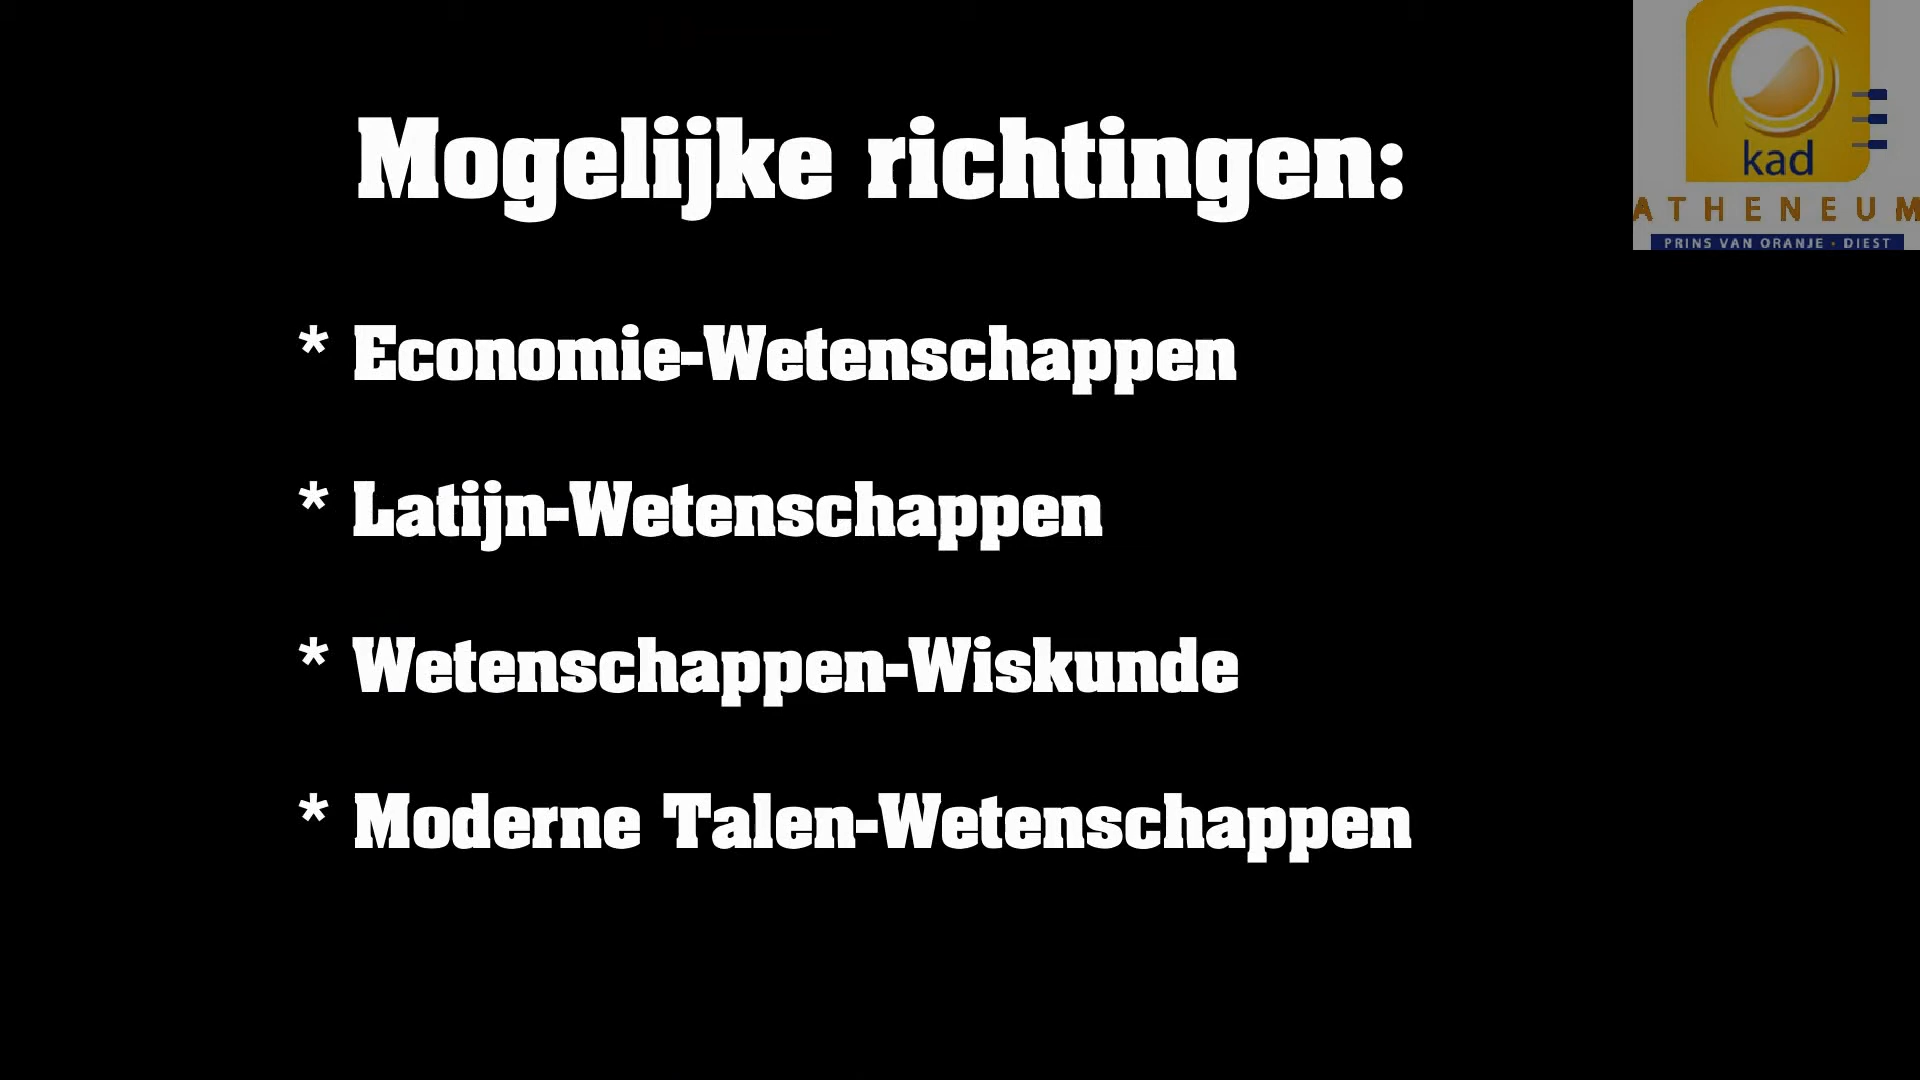 Mogelijke richtingen:
* Economie-Wetenschappen
* Latijn-Wetenschappen
* Wetenschappen-Wiskunde
* Moderne Talen-Wetenschappen
kad
ATHENEUM
PRINS VAN ORANJE • DIEST